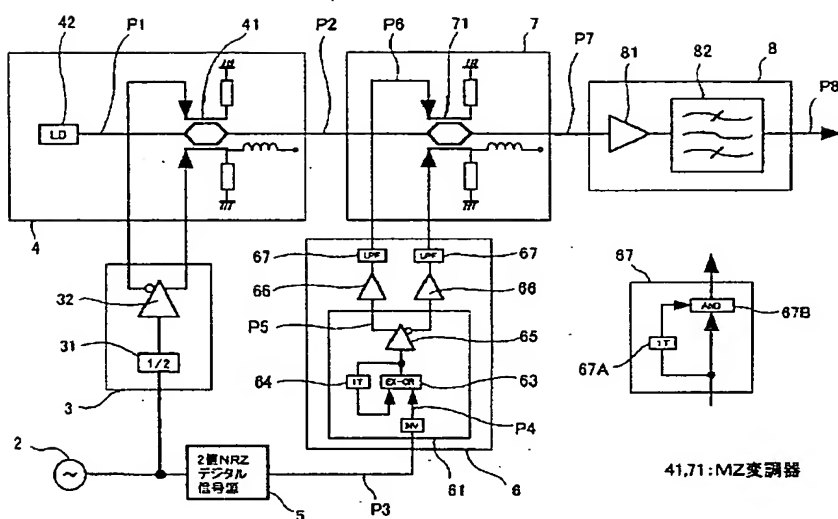 42 P1 41 P2 P6 71 7 P7 81 82 8 P8
LD
4
67 LPF LPF 67
32
66 66
67
AND 67B
P5
65
31 1/2
64 1T EX-OR 63
1T 67A
3
P4
INV
2
2値NRZ
デジタル
信号源
5 P3
61 6
41,71:MZ変調器